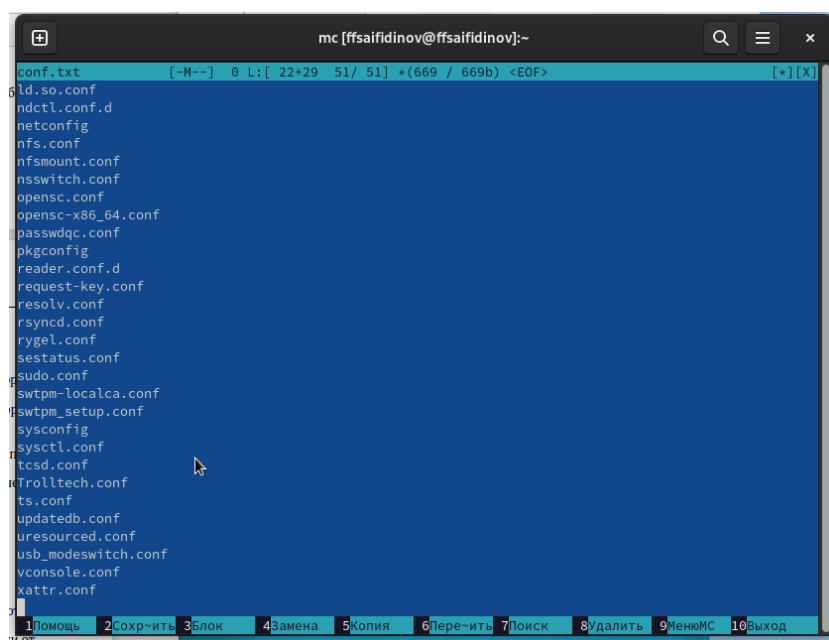 mc [ffsaifidinov@ffsaifidinov]:~
conf.txt [-M--] 0 L:[ 22+29 51/ 51] *(669 / 669b) <EOF> [*][X]
ld.so.conf
ndctl.conf.d
netconfig
nfs.conf
nfsmount.conf
nsswitch.conf
opensc.conf
opensc-x86_64.conf
passwdqc.conf
pkgconfig
reader.conf.d
request-key.conf
resolv.conf
rsyncd.conf
rygel.conf
sestatus.conf
sudo.conf
swtpm-localca.conf
swtpm_setup.conf
sysconfig
sysctl.conf
tcsd.conf
Trolltech.conf
ts.conf
updatedb.conf
uresourced.conf
usb_modeswitch.conf
vconsole.conf
xattr.conf
1Помощь 2Сохр~ить 3Блок 4Замена 5Копия 6Пере~ить 7Поиск 8Удалить 9МенюMC 10Выход